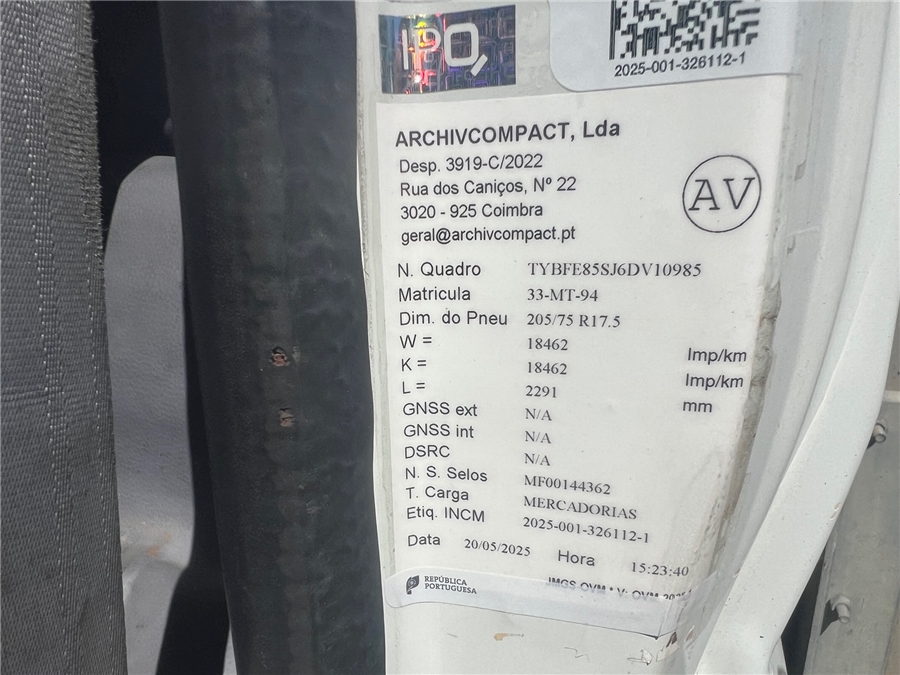 IPQ
2025-001-326112-1
ARCHIVCOMPACT, Lda
Desp. 3919-C/2022
Rua dos Caniços, Nº 22
3020 - 925 Coimbra
geral@archivcompact.pt
AV
N. Quadro TYBFE85SJ6DV10985
Matricula 33-MT-94
Dim. do Pneu 205/75 R17.5
W = 18462 Imp/km
K = 18462 Imp/km
L = 2291 mm
GNSS ext N/A
GNSS int N/A
DSRC N/A
N. S. Selos MF00144362
T. Carga MERCADORIAS
Etiq. INCM 2025-001-326112-1
Data 20/05/2025 Hora 15:23:40
REPÚBLICA
PORTUGUESA